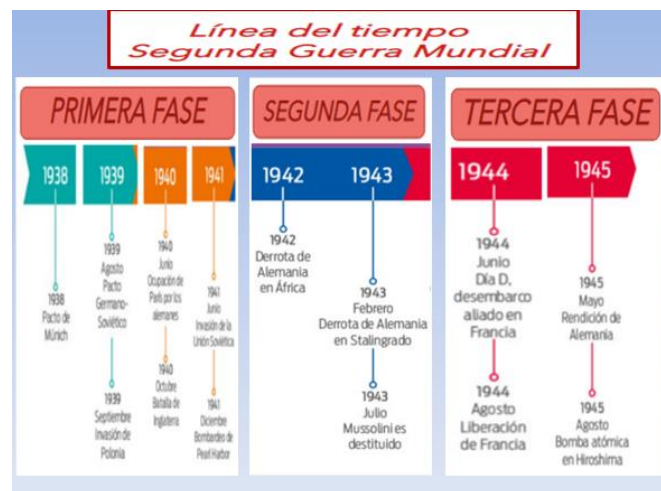 Línea del tiempo
Segunda Guerra Mundial
PRIMERA FASE
1938
1939
1940
1941
1938
Pacto de
Múnich
1939
Agosto
Pacto
Germano-
Soviético
1939
Septiembre
Invasión de
Polonia
1940
Junio
Ocupación de
París por los
alemanes
1940
Octubre
Batalla de
Inglaterra
1941
Junio
Invasión de la
Unión Soviética
1941
Diciembre
Bombardeo de
Pearl Harbor
SEGUNDA FASE
1942
1943
1942
Derrota de
Alemania
en África
1943
Febrero
Derrota de Alemania
en Stalingrado
1943
Julio
Mussolini es
destituido
TERCERA FASE
1944
1945
1944
Junio
Día D,
desembarco
aliado en
Francia
1944
Agosto
Liberación
de Francia
1945
Mayo
Rendición de
Alemania
1945
Agosto
Bomba atómica
en Hiroshima